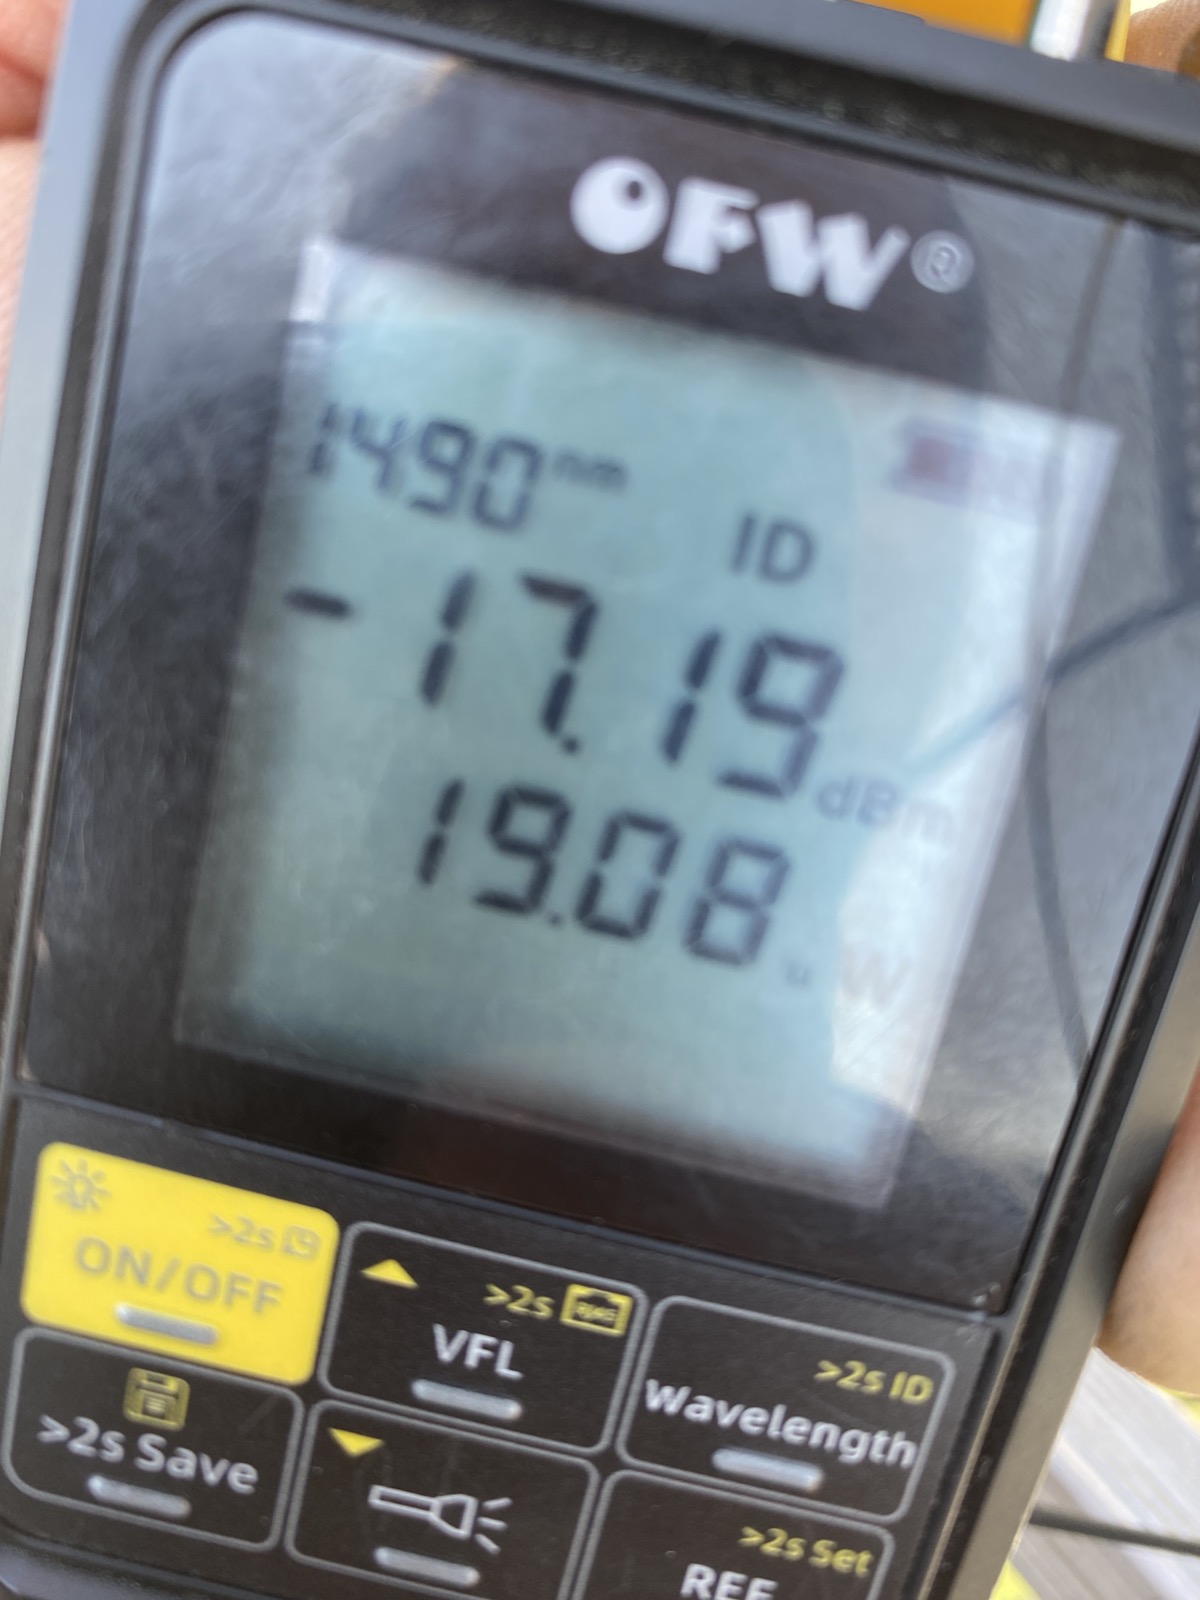 OFW®
1490nm
ID
-17.19dBm
19.08uW
>2s
ON/OFF
>2s
VFL
>2s ID
Wavelength
>2s Save
>2s Set
REF